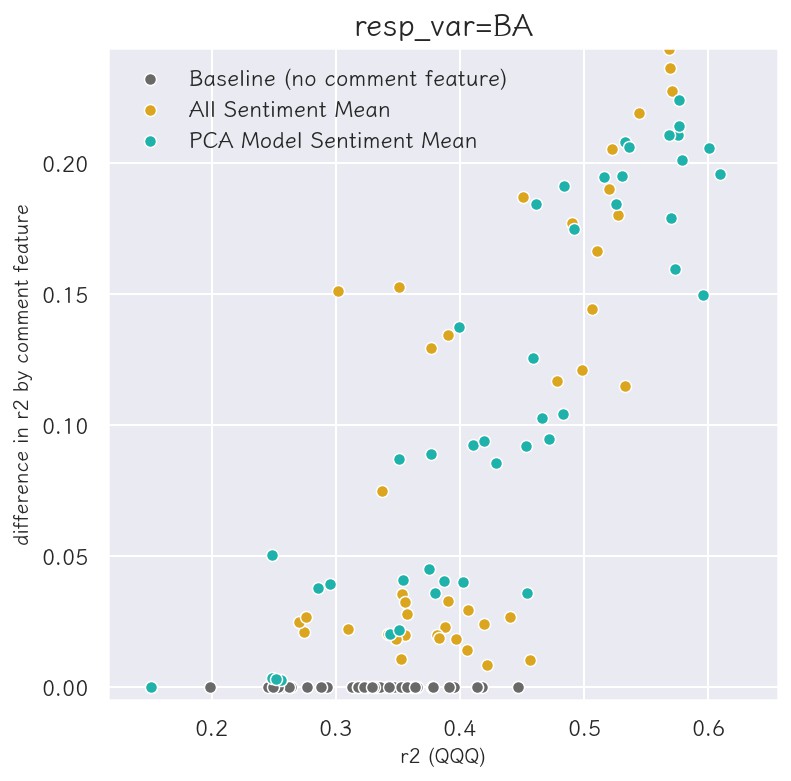 resp_var=BA
Baseline (no comment feature)
All Sentiment Mean
PCA Model Sentiment Mean
difference in r2 by comment feature
0.20
0.15
0.10
0.05
0.00
0.2 0.3 0.4 0.5 0.6
r2 (QQQ)